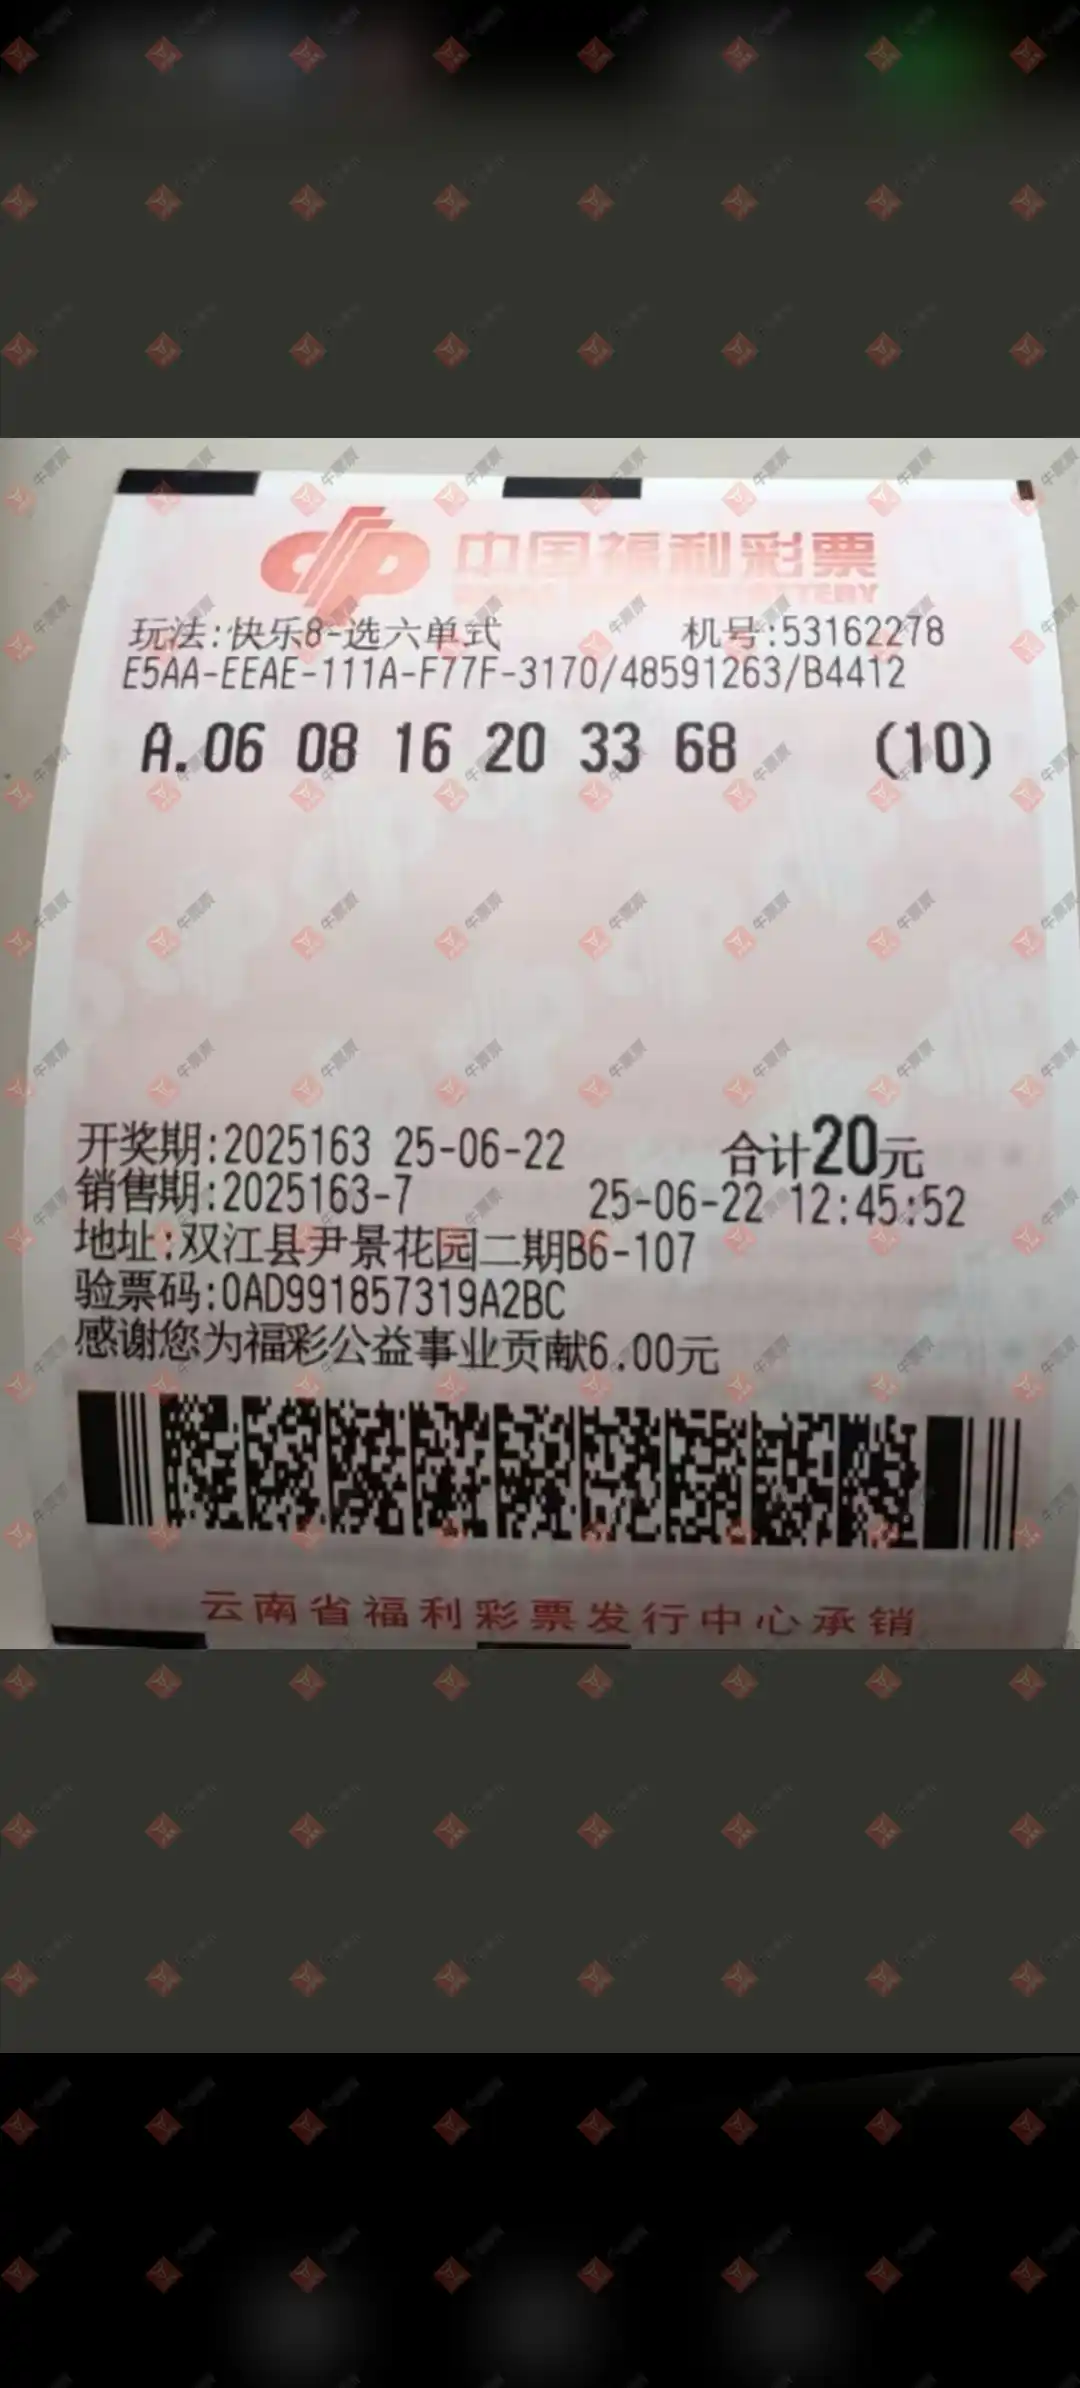 中国福利彩票
玩法:快乐8-选六单式 机号:53162278
E5AA-EEAE-111A-F77F-3170/48591263/B4412
A.06 08 16 20 33 68 (10)
开奖期:2025163 25-06-22 合计20元
销售期:2025163-7 25-06-22 12:45:52
地址:双江县尹景花园二期B6-107
验票码:0AD991857319A2BC
感谢您为福彩公益事业贡献6.00元
云南省福利彩票发行中心承销
牛票票